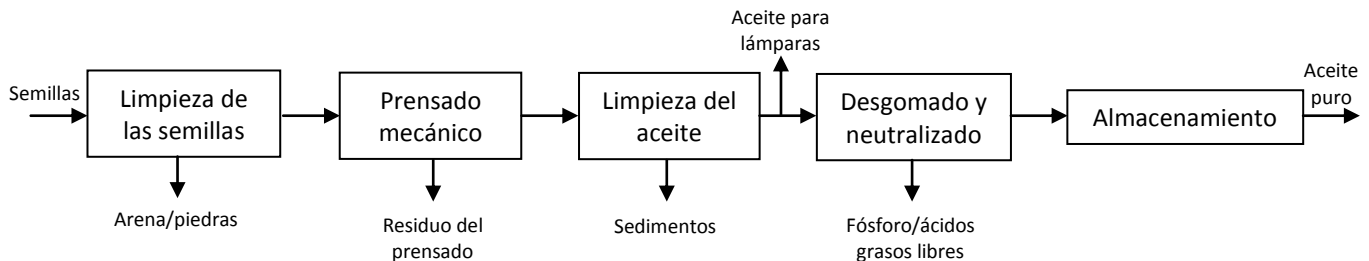 Aceite para
lámparas
Semillas
Limpieza de
las semillas
Prensado
mecánico
Limpieza del
aceite
Desgomado y
neutralizado
Almacenamiento
Aceite
puro
Arena/piedras
Residuo del
prensado
Sedimentos
Fósforo/ácidos
grasos libres